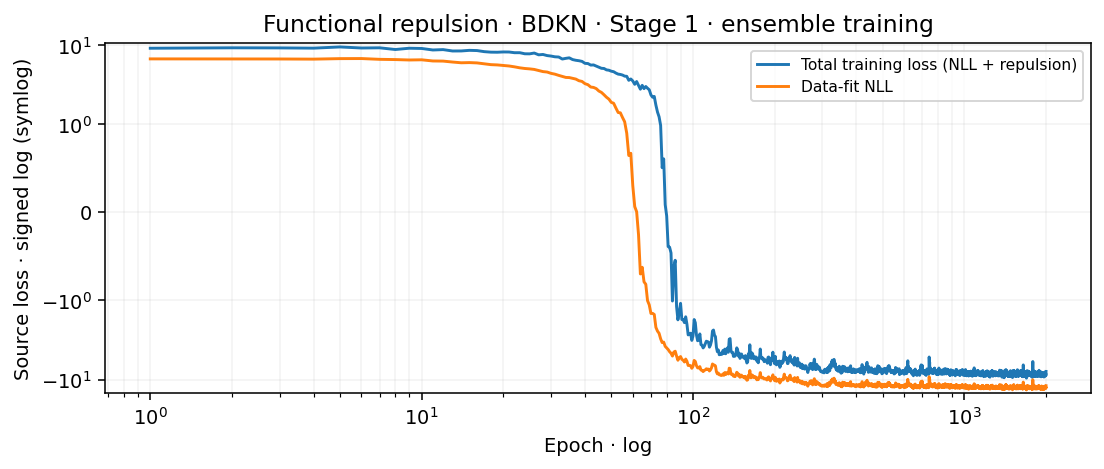 Functional repulsion · BDKN · Stage 1 · ensemble training
Total training loss (NLL + repulsion)
Data-fit NLL
Source loss · signed log (symlog)
10¹
10⁰
0
−10⁰
−10¹
10⁰
10¹
10²
10³
Epoch · log